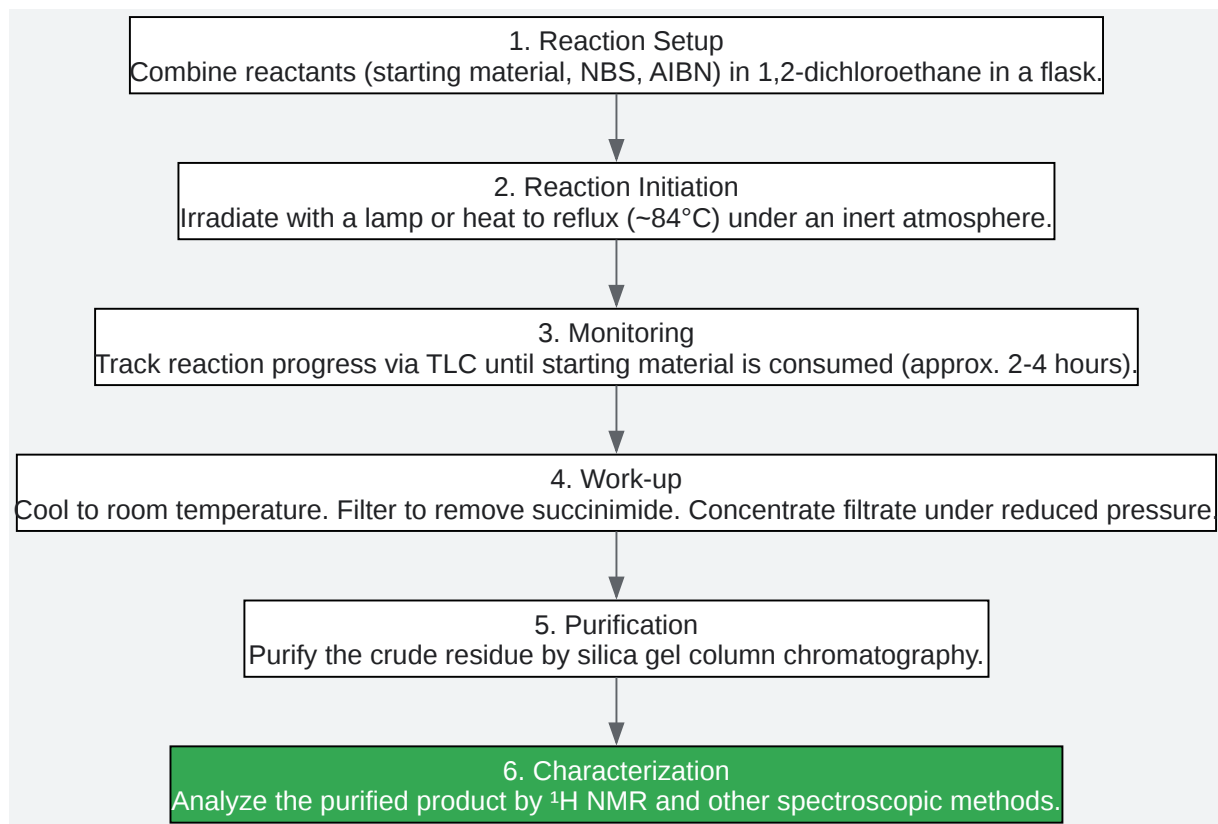 1. Reaction Setup
Combine reactants (starting material, NBS, AIBN) in 1,2-dichloroethane in a flask.
2. Reaction Initiation
Irradiate with a lamp or heat to reflux (~84°C) under an inert atmosphere.
3. Monitoring
Track reaction progress via TLC until starting material is consumed (approx. 2-4 hours).
4. Work-up
Cool to room temperature. Filter to remove succinimide. Concentrate filtrate under reduced pressure.
5. Purification
Purify the crude residue by silica gel column chromatography.
6. Characterization
Analyze the purified product by ¹H NMR and other spectroscopic methods.